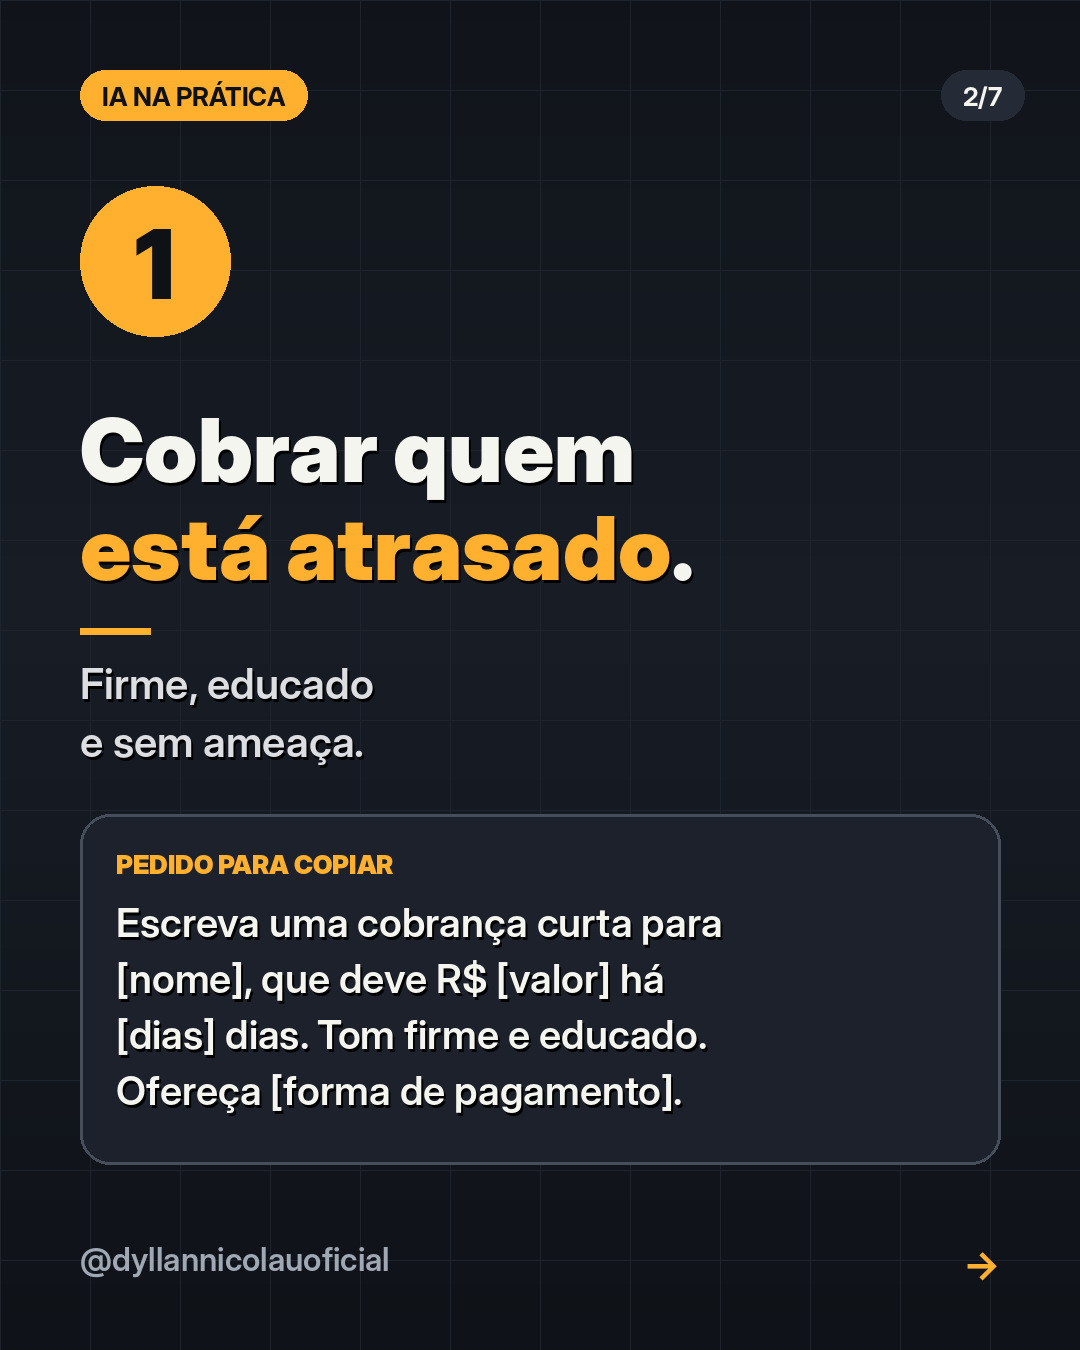 IA NA PRÁTICA
2/7
1
Cobrar quem
está atrasado.
Firme, educado
e sem ameaça.
PEDIDO PARA COPIAR
Escreva uma cobrança curta para
[nome], que deve R$ [valor] há
[dias] dias. Tom firme e educado.
Ofereça [forma de pagamento].
@dyllannicolauoficial
→